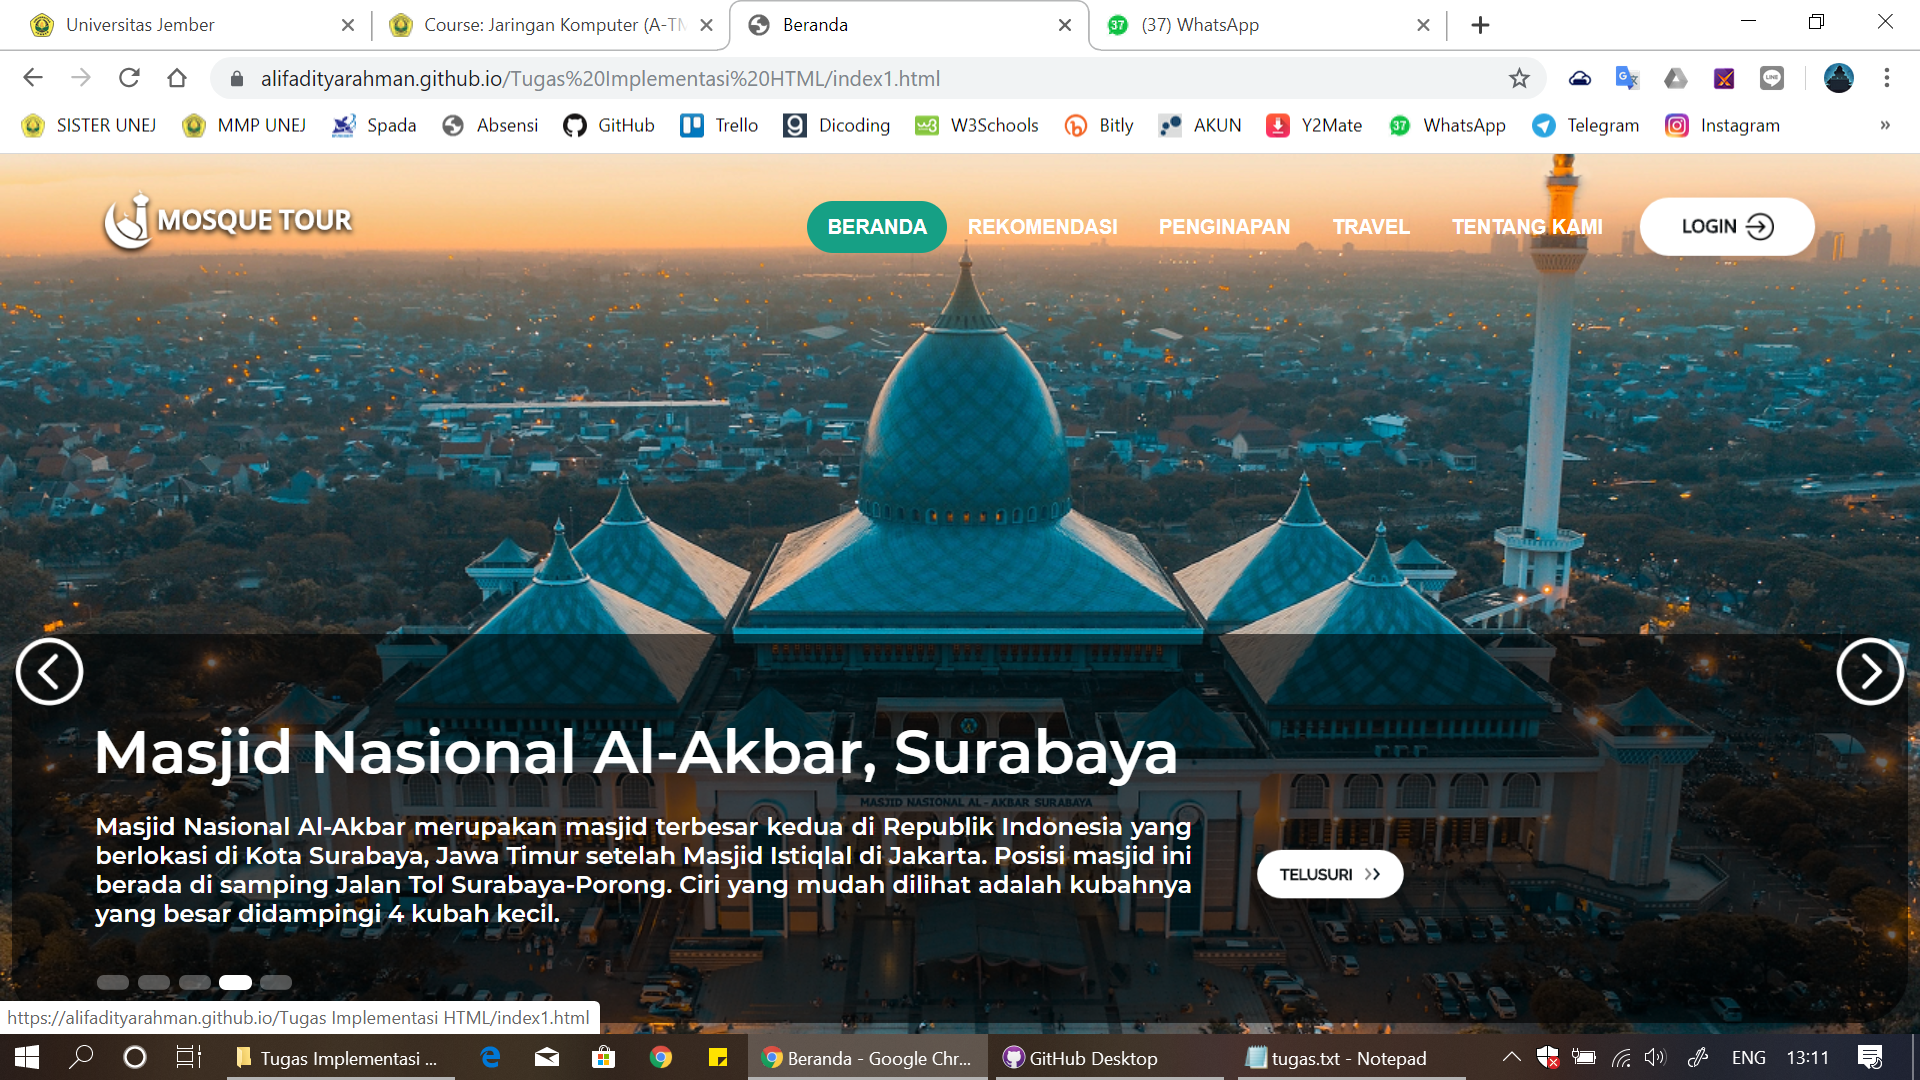 Universitas Jember
Course: Jaringan Komputer (A-TM
Beranda
37
(37) WhatsApp
alifadityarahman.github.io/Tugas%20Implementasi%20HTML/index1.html
SISTER UNEJ
MMP UNEJ
Spada
Absensi
GitHub
Trello
Dicoding
W3Schools
Bitly
AKUN
Y2Mate
37
WhatsApp
Telegram
Instagram
»
MOSQUE TOUR
BERANDA
REKOMENDASI
PENGINAPAN
TRAVEL
TENTANG KAMI
LOGIN
Masjid Nasional Al-Akbar, Surabaya
MASJID NASIONAL AL - AKBAR SURABAYA
Masjid Nasional Al-Akbar merupakan masjid terbesar kedua di Republik Indonesia yang
berlokasi di Kota Surabaya, Jawa Timur setelah Masjid Istiqlal di Jakarta. Posisi masjid ini
berada di samping Jalan Tol Surabaya-Porong. Ciri yang mudah dilihat adalah kubahnya
yang besar didampingi 4 kubah kecil.
TELUSURI >>
https://alifadityarahman.github.io/Tugas Implementasi HTML/index1.html
Tugas Implementasi ...
Beranda - Google Chr...
GitHub Desktop
tugas.txt - Notepad
ENG
13:11